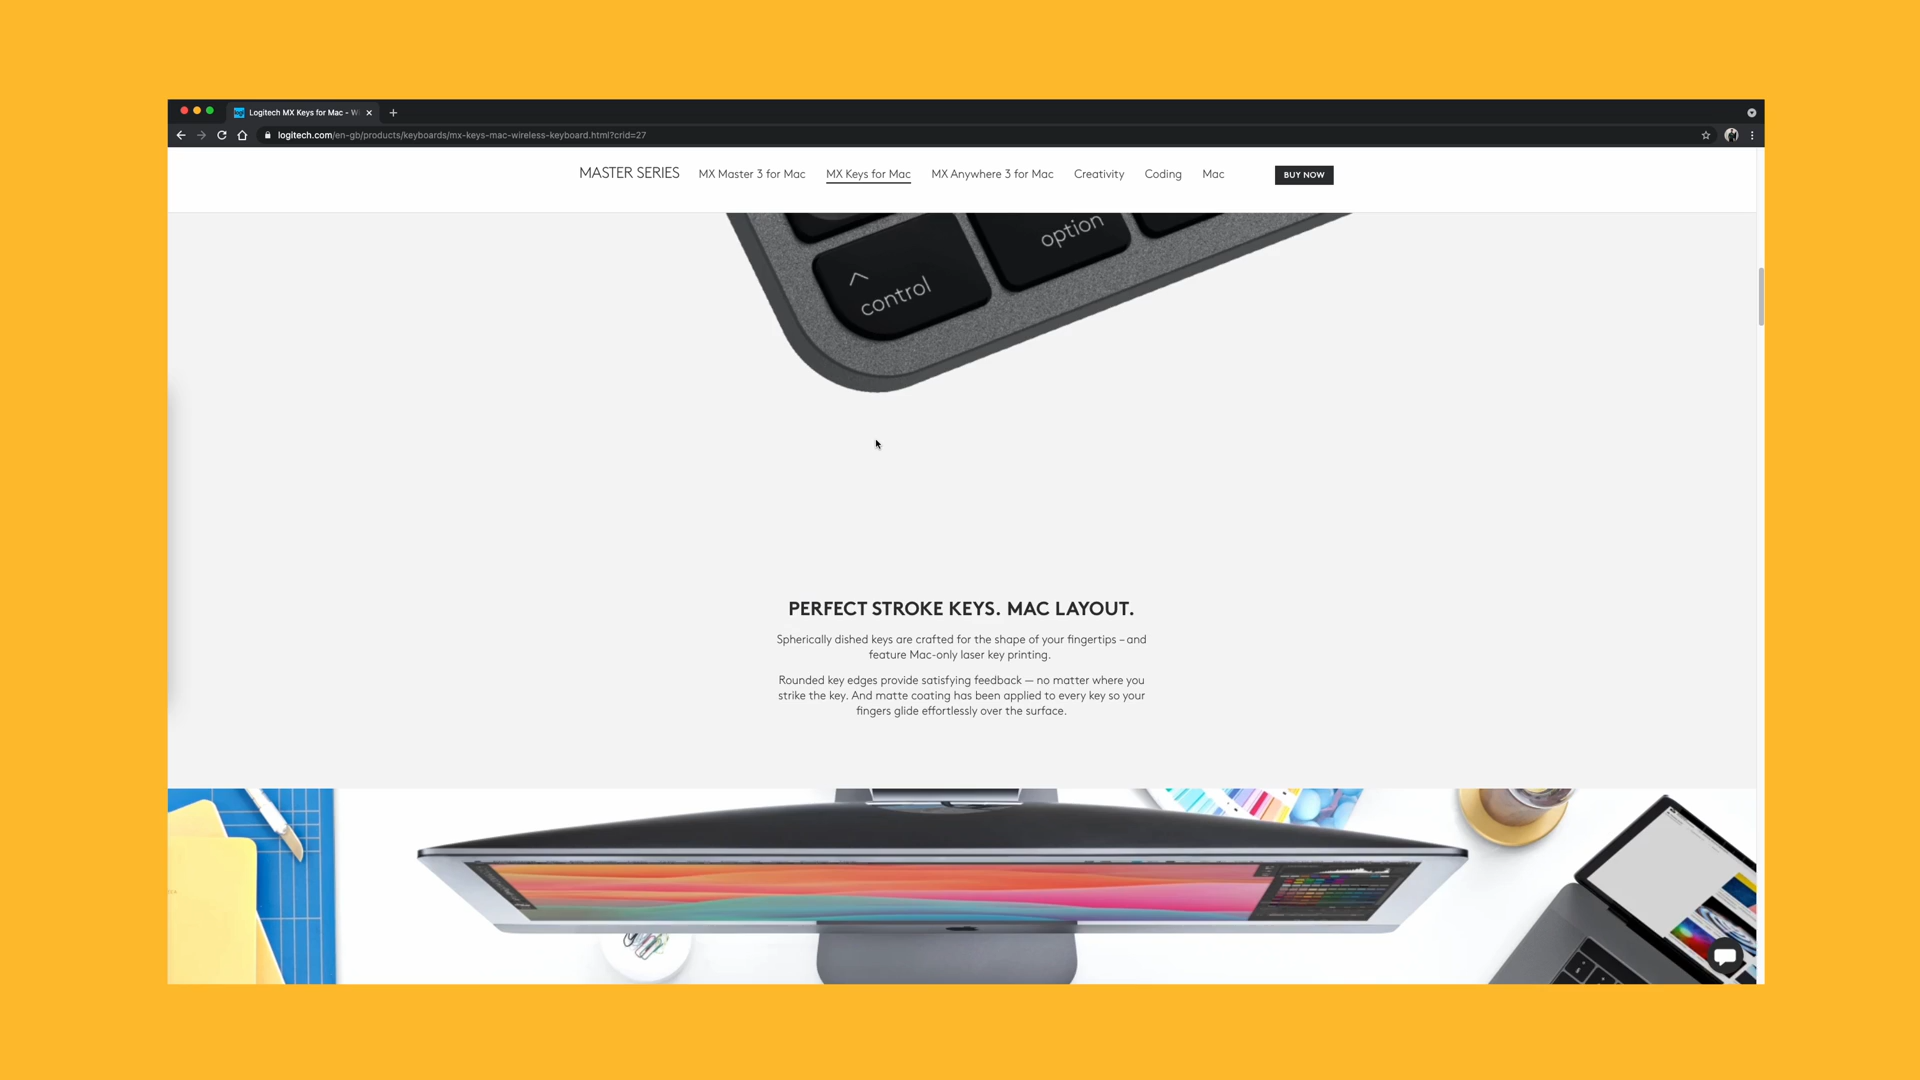 Logitech MX Keys for Mac - Wi
logitech.com/en-gb/products/keyboards/mx-keys-mac-wireless-keyboard.html?crid=27
MASTER SERIES MX Master 3 for Mac MX Keys for Mac MX Anywhere 3 for Mac Creativity Coding Mac BUY NOW
option
control
PERFECT STROKE KEYS. MAC LAYOUT.
Spherically dished keys are crafted for the shape of your fingertips – and
feature Mac-only laser key printing.
Rounded key edges provide satisfying feedback — no matter where you
strike the key. And matte coating has been applied to every key so your
fingers glide effortlessly over the surface.